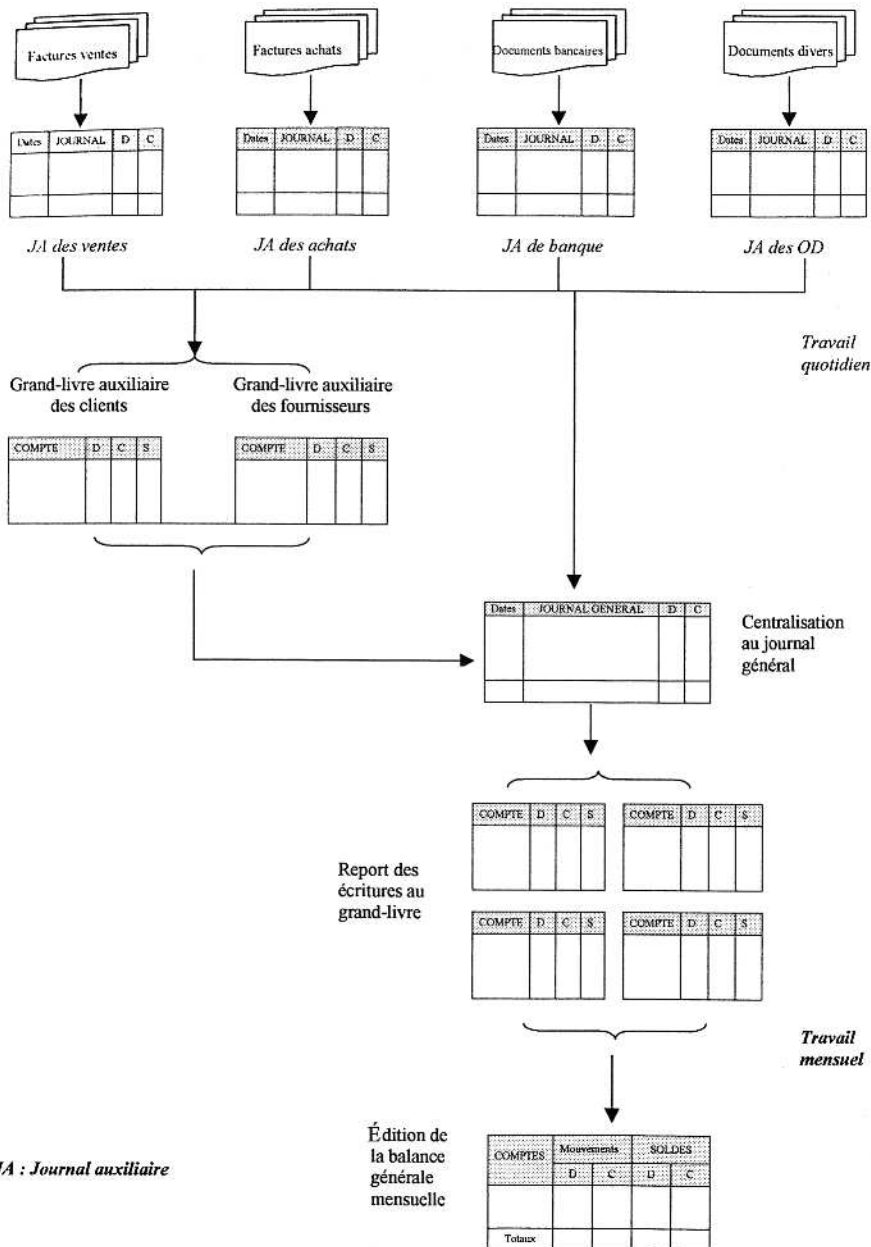 Factures ventes
Factures achats
Documents bancaires
Documents divers
Dates JOURNAL D C
Dates JOURNAL D C
Dates JOURNAL D C
Dates JOURNAL D C
JA des ventes
JA des achats
JA de banque
JA des OD
Travail
quotidien
Grand-livre auxiliaire
des clients
Grand-livre auxiliaire
des fournisseurs
COMPTE D C S
COMPTE D C S
Dates JOURNAL GENERAL D C
Centralisation
au journal
général
COMPTE D C S
COMPTE D C S
Report des
écritures au
grand-livre
COMPTE D C S
COMPTE D C S
Travail
mensuel
Édition de
la balance
générale
mensuelle
COMPTES Mouvements SOLDES
D C D C
Totaux
JA : Journal auxiliaire